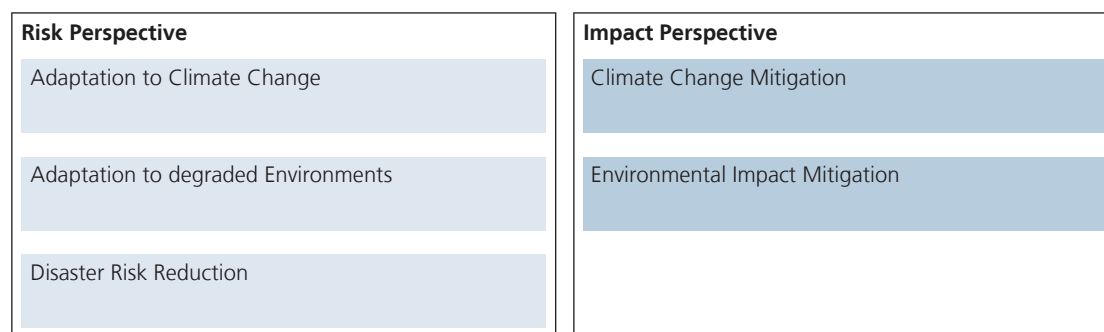 Risk Perspective
Adaptation to Climate Change
Adaptation to degraded Environments
Disaster Risk Reduction
Impact Perspective
Climate Change Mitigation
Environmental Impact Mitigation